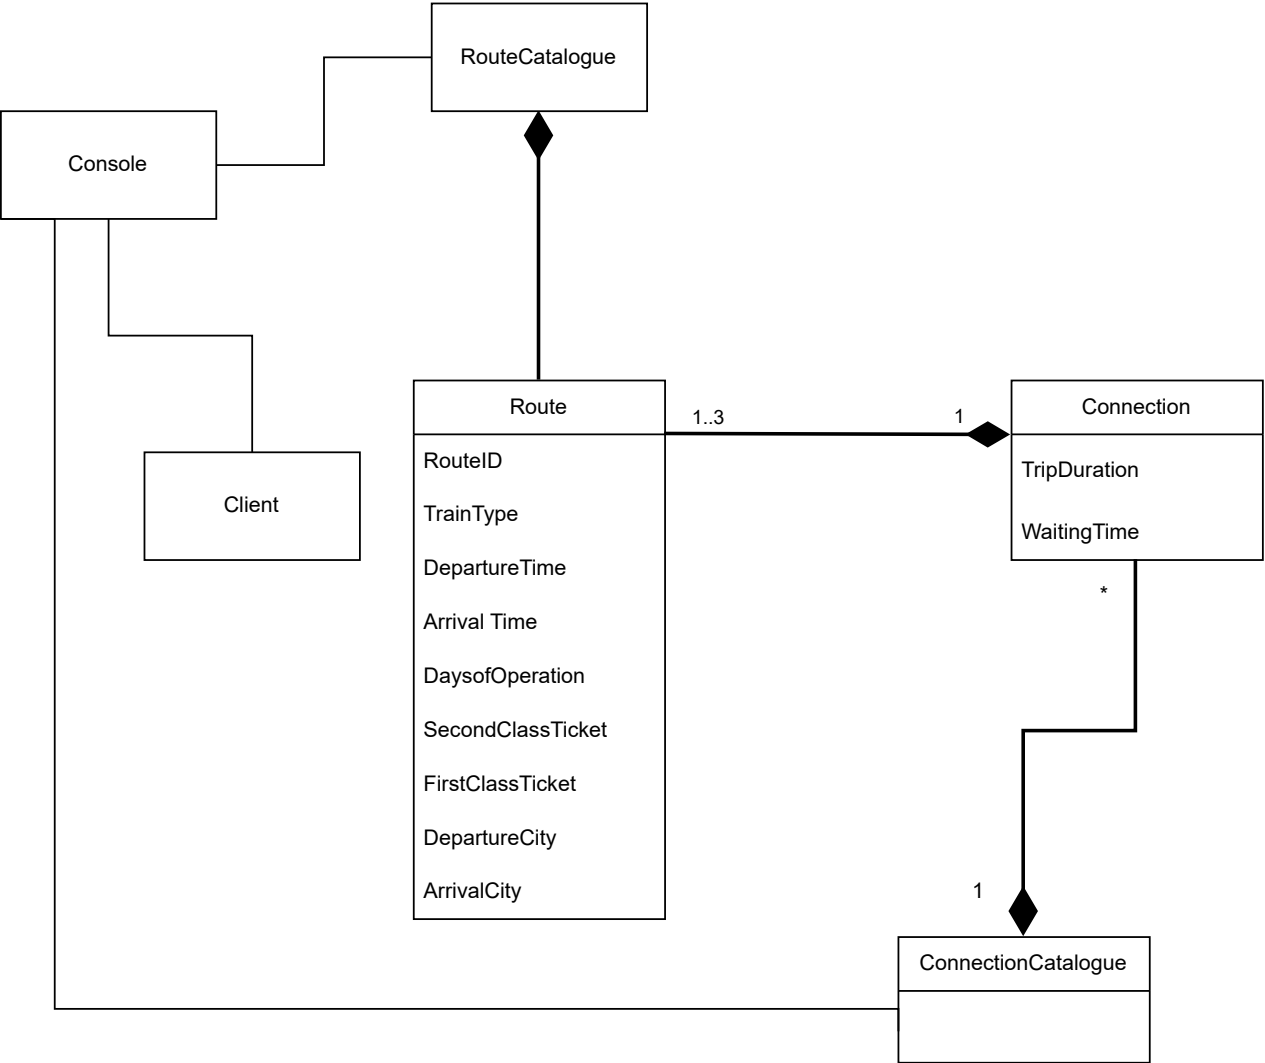 RouteCatalogue
Console
Client
Route
RouteID
TrainType
DepartureTime
Arrival Time
DaysofOperation
SecondClassTicket
FirstClassTicket
DepartureCity
ArrivalCity
1..3
1
Connection
TripDuration
WaitingTime
*
1
ConnectionCatalogue